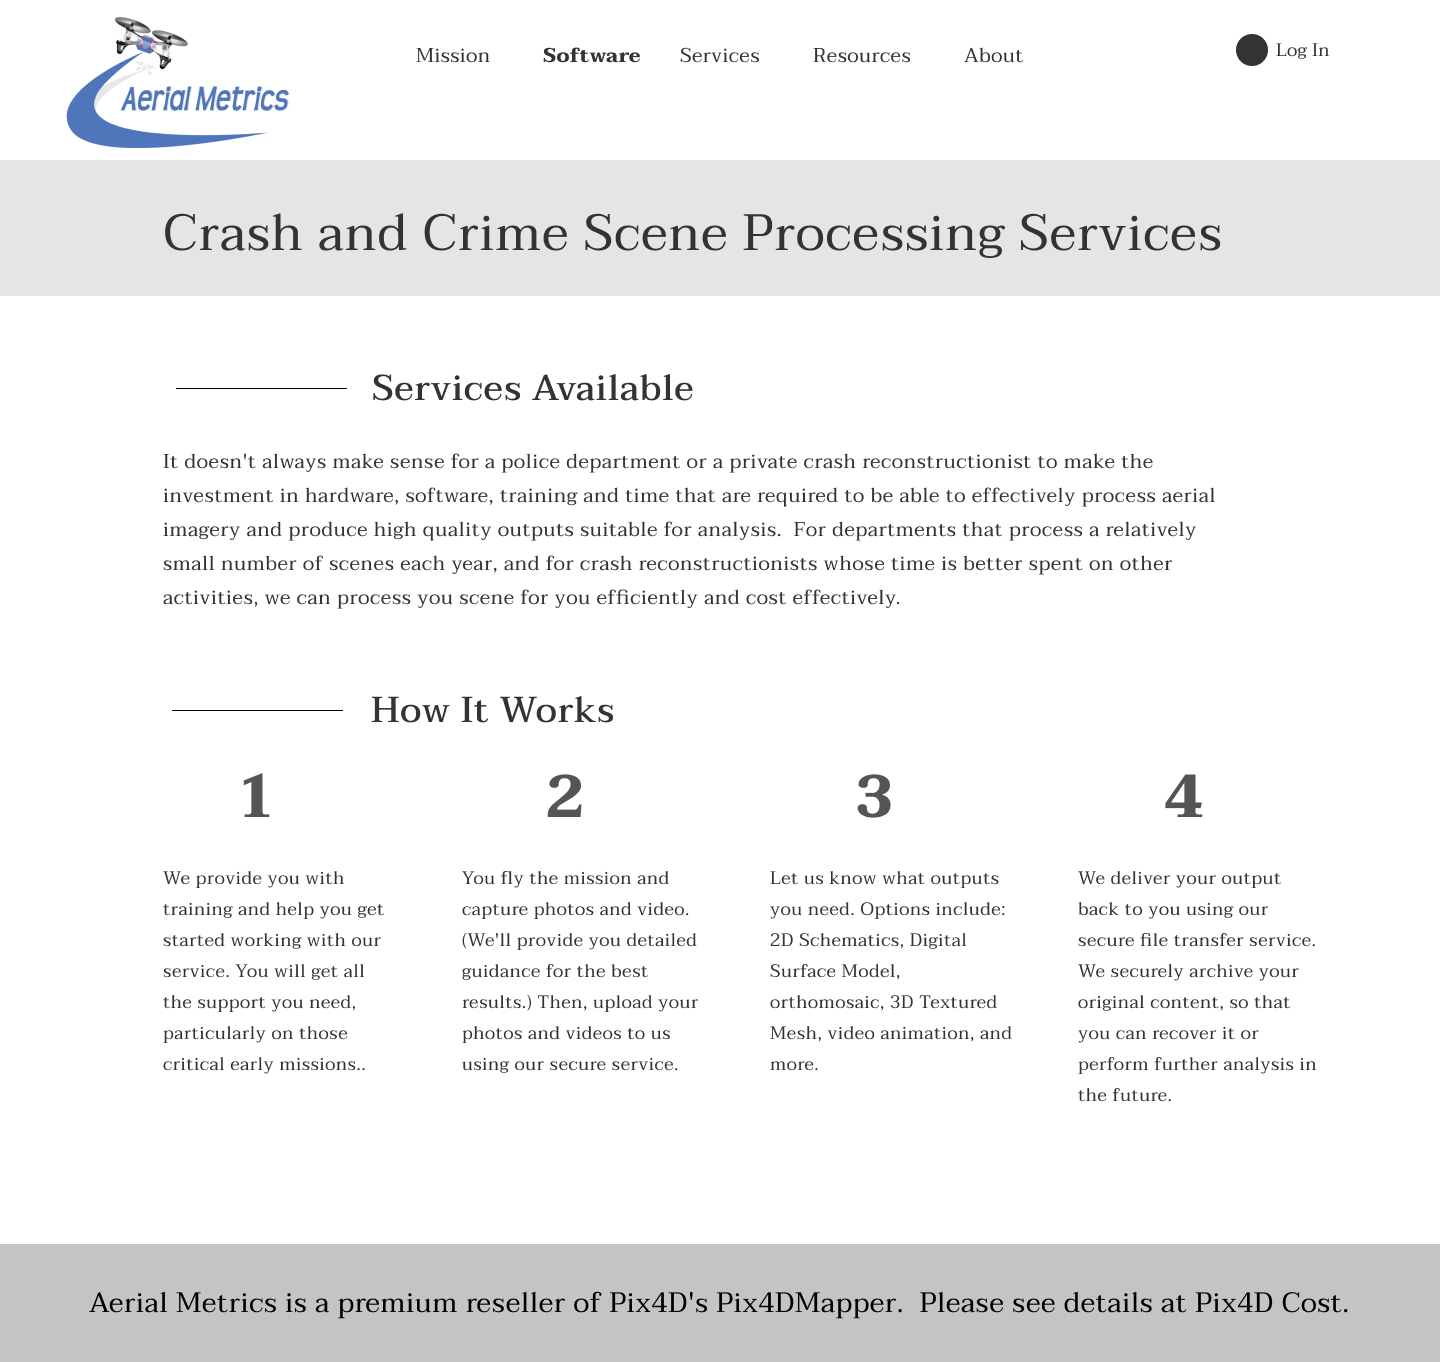 Aerial Metrics
Mission
Software
Services
Resources
About
Log In
Crash and Crime Scene Processing Services
Services Available
It doesn't always make sense for a police department or a private crash reconstructionist to make the
investment in hardware, software, training and time that are required to be able to effectively process aerial
imagery and produce high quality outputs suitable for analysis.  For departments that process a relatively
small number of scenes each year, and for crash reconstructionists whose time is better spent on other
activities, we can process you scene for you efficiently and cost effectively.
How It Works
1
We provide you with
training and help you get
started working with our
service. You will get all
the support you need,
particularly on those
critical early missions..
2
You fly the mission and
capture photos and video.
(We'll provide you detailed
guidance for the best
results.) Then, upload your
photos and videos to us
using our secure service.
3
Let us know what outputs
you need. Options include:
2D Schematics, Digital
Surface Model,
orthomosaic, 3D Textured
Mesh, video animation, and
more.
4
We deliver your output
back to you using our
secure file transfer service.
We securely archive your
original content, so that
you can recover it or
perform further analysis in
the future.
Aerial Metrics is a premium reseller of Pix4D's Pix4DMapper.  Please see details at Pix4D Cost.